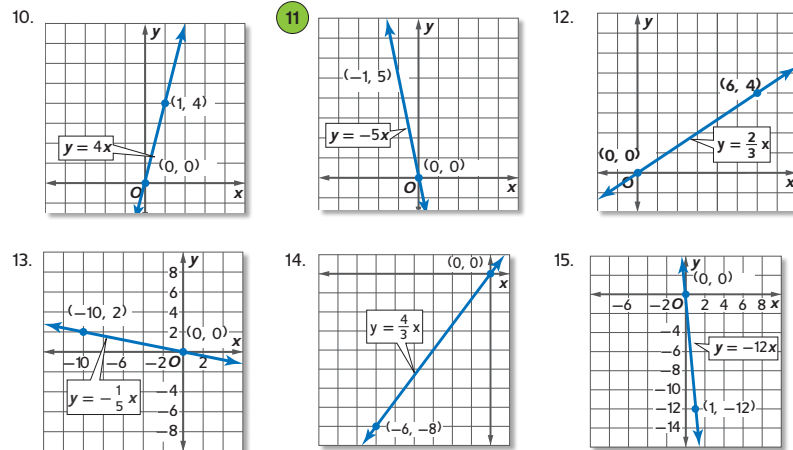 10.
y
(1, 4)
y = 4x
(0, 0)
O
x
11
y
(−1, 5)
y = −5x
(0, 0)
O
x
12.
y
(6, 4)
y = 2/3 x
(0, 0)
O
x
13.
y
8
6
4
2
(−10, 2)
(0, 0)
x
−10 −6 −2 O 2
y = −1/5 x
−4
−6
−8
14.
(0, 0)
y
x
y = 4/3 x
(−6, −8)
15.
y
(0, 0)
−6 −2 O 2 4 6 8 x
−4
−6
−8
−10
−12
−14
y = −12x
(1, −12)